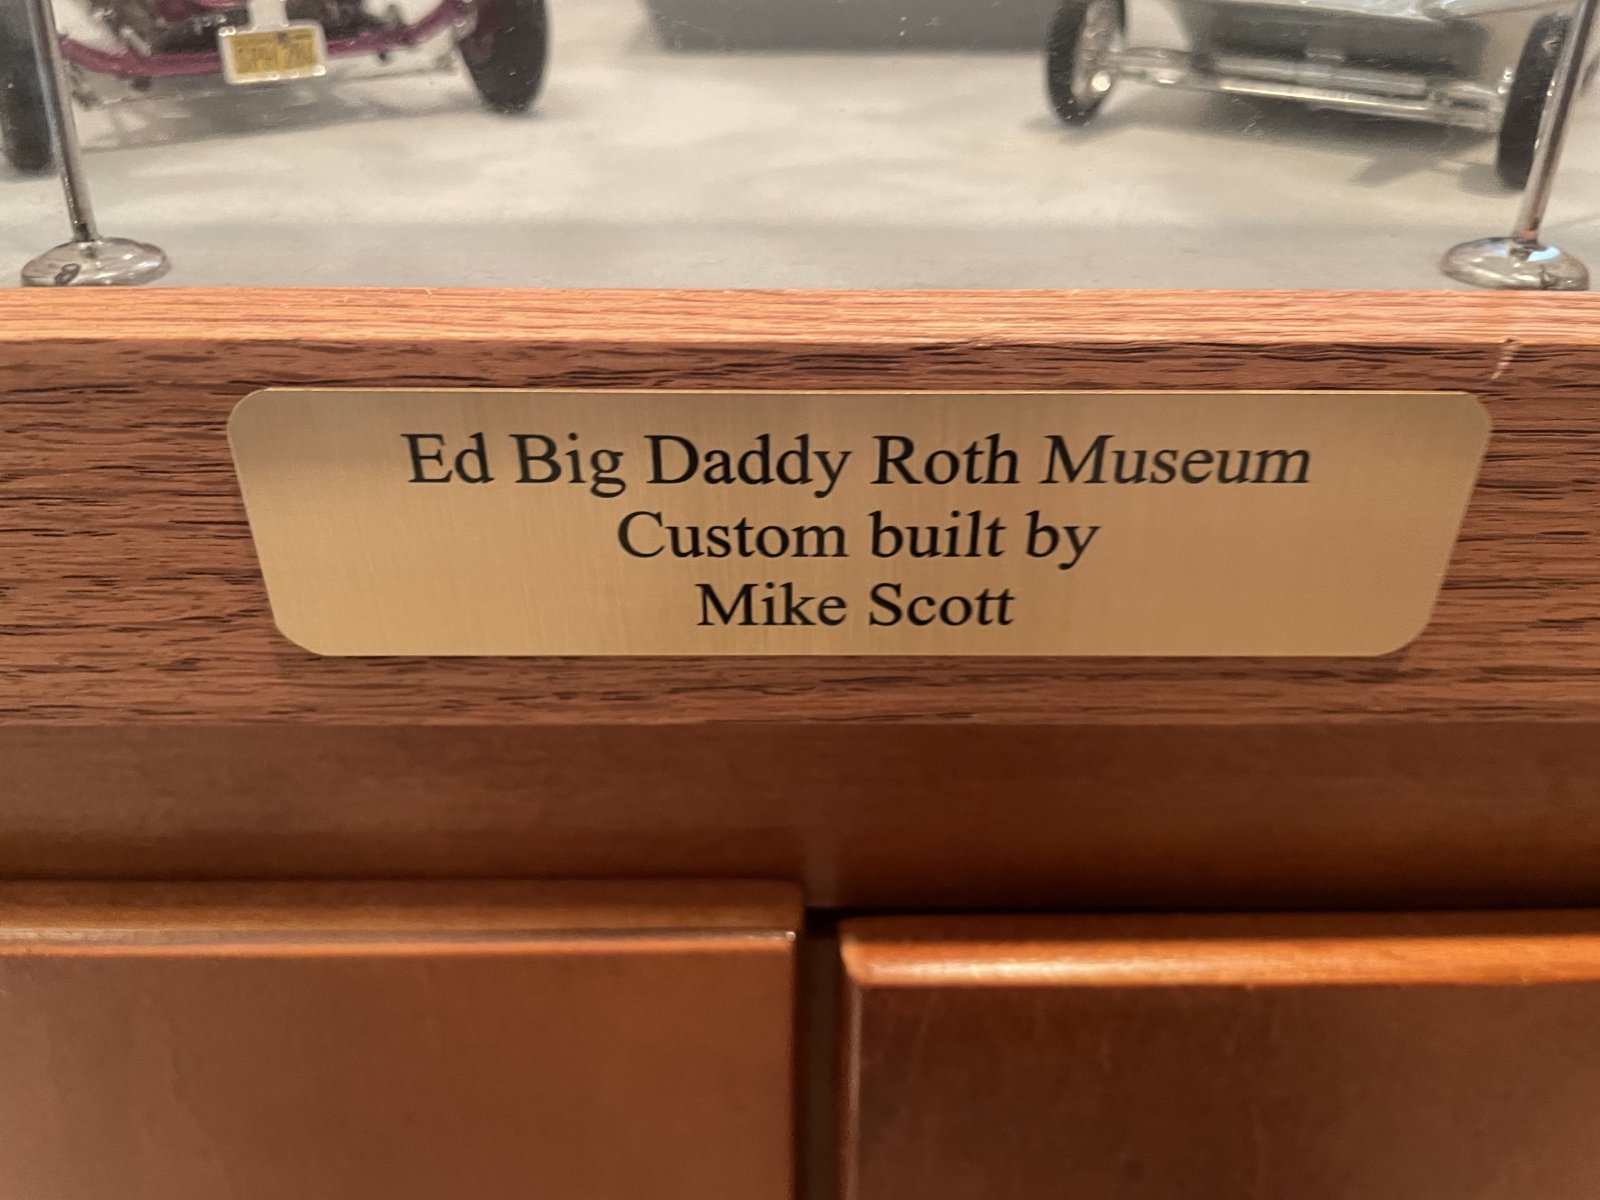 Ed Big Daddy Roth Museum
Custom built by
Mike Scott